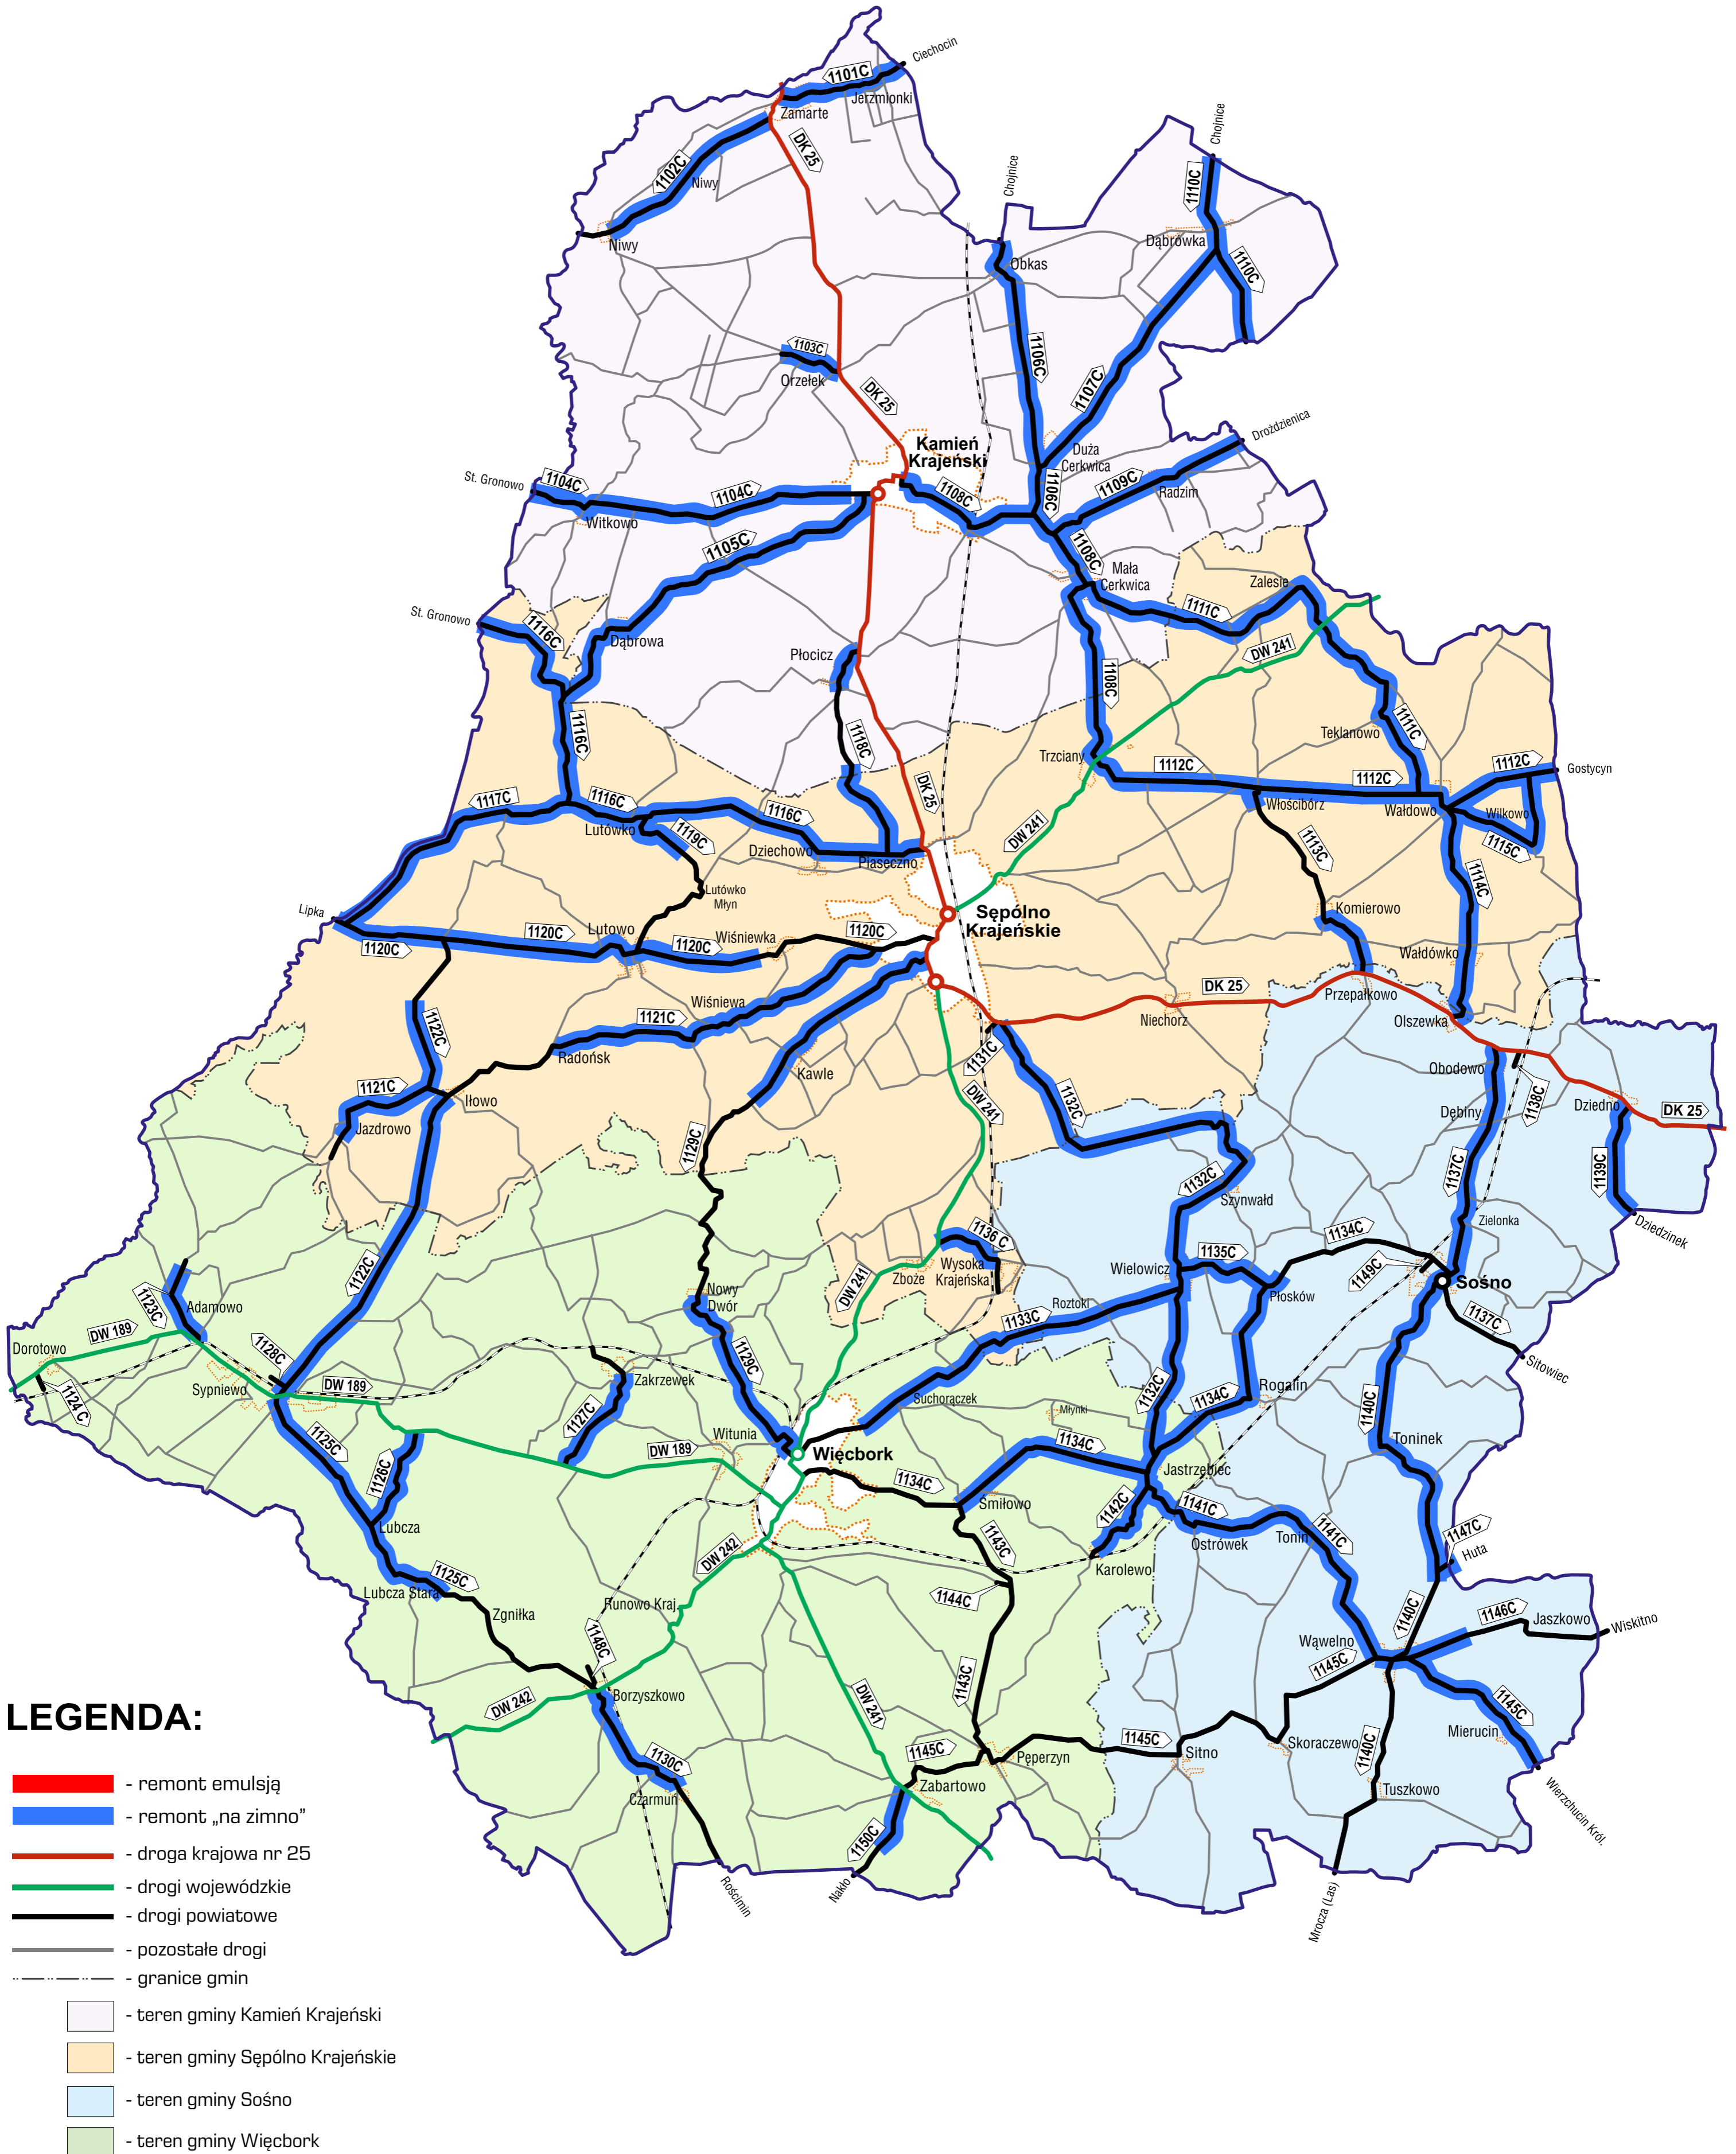 Ciechocin
1101C
Jerzmionki
Zamarte
DK 25
1102C
Niwy
Niwy
Chojnice
Chojnice
1110C
Dąbrówka
1110C
Obkas
1106C
1107C
1103C
Orzełek
DK 25
Kamień
Krajeński
Duża
Cerkwica
Drożdzienica
St. Gronowo
1104C
1104C
Witkowo
1108C
1106C
1109C
Radzim
1105C
1108C
Mała
Cerkwica
Zalesie
1111C
St. Gronowo
1116C
Dąbrowa
Płocicz
DW 241
1108C
1116C
1118C
1111C
Teklanowo
Trzciany
1112C
1112C
1112C
Gostycyn
DK 25
1117C
1116C
1116C
Lutówko
1119C
Dziechowo
Piaseczno
DW 241
Włościbórz
Wałdowo
Wilkowo
1115C
1113C
1114C
Lutówko
Młyn
Lipka
Sępólno
Krajeńskie
Komierowo
1120C
1120C
Lutowo
1120C
Wiśniewka
1120C
Wałdówko
DK 25
Przepałkowo
Niechorz
Olszewka
Wiśniewa
1121C
1122C
Radońsk
1131C
Kawle
Obodowo
1138C
1121C
Iłowo
DW 241
1132C
Dębiny
Dziedno
DK 25
Jazdrowo
1129C
1137C
1139C
1132C
Szynwałd
Dziedzinek
Zielonka
1136 C
Wysoka
Krajeńska
Zboże
1134C
1135C
Wielowicz
1149C
Sośno
Płosków
1122C
DW 241
1123C
Adamowo
Nowy
Dwór
Roztoki
1133C
1137C
Sitowiec
DW 189
Dorotowo
1128C
1129C
Sypniewo
DW 189
Zakrzewek
1124 C
Suchorączek
1132C
1134C
Rogalin
1140C
Młynki
1127C
1125C
1126C
Witunia
DW 189
Więcbork
1134C
Toninek
Jastrzębiec
1134C
Śmiłowo
1142C
1141C
Lubcza
Ostrówek
Tonin
1141C
1147C
Huta
1143C
DW 242
Karolewo
1125C
Lubcza Stara
Zgniłka
Runowo Kraj.
1144C
1140C
1146C
Jaszkowo
Wiskitno
1148C
Wąwelno
1145C
1143C
Borzyszkowo
DW 242
DW 241
1145C
Mierucin
1145C
1145C
Pęperzyn
Sitno
Skoraczewo
1140C
1130C
Czarmuń
Zabartowo
Tuszkowo
Wierzchucin Król.
1150C
Nakło
Rościmin
Mrocza (Las)
LEGENDA:
- remont emulsją
- remont „na zimno”
- droga krajowa nr 25
- drogi wojewódzkie
- drogi powiatowe
- pozostałe drogi
- granice gmin
- teren gminy Kamień Krajeński
- teren gminy Sępólno Krajeńskie
- teren gminy Sośno
- teren gminy Więcbork